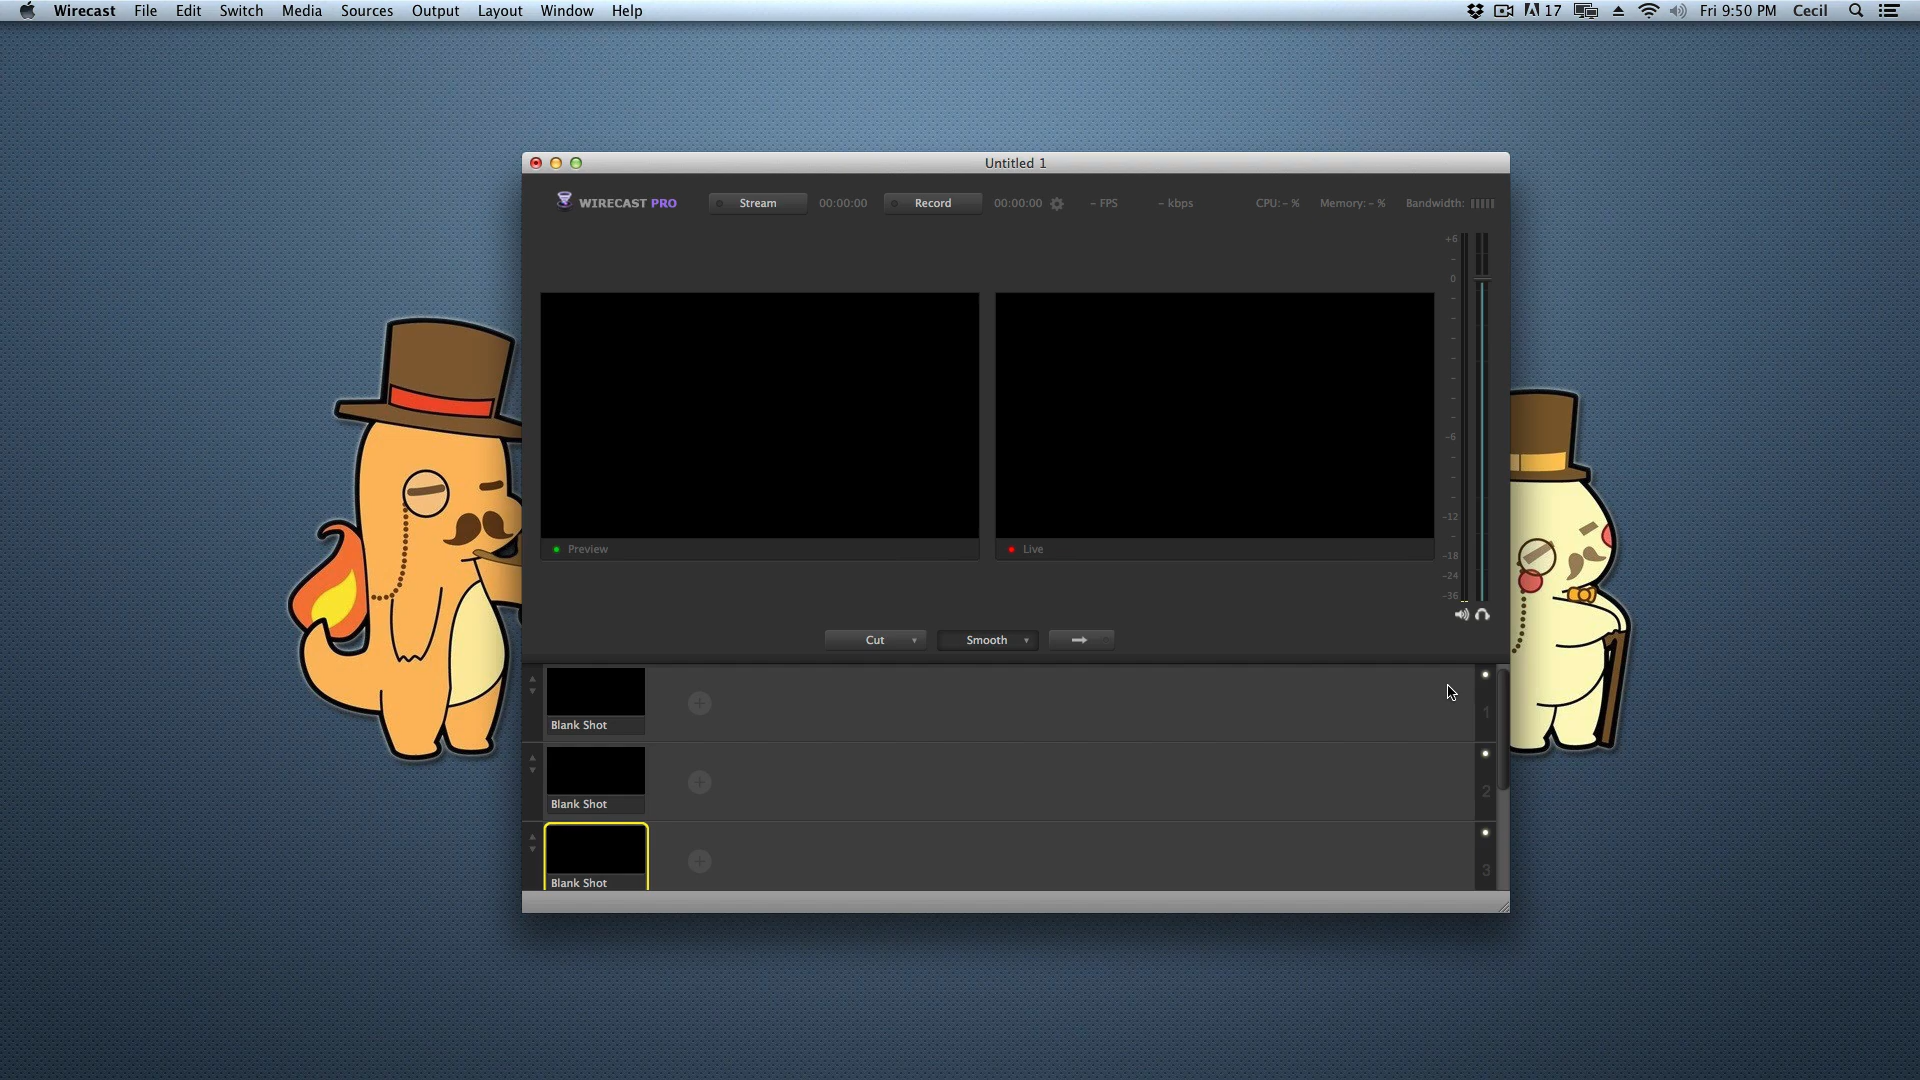 Wirecast File Edit Switch Media Sources Output Layout Window Help 17 Fri 9:50 PM Cecil
Untitled 1
WIRECAST PRO Stream 00:00:00 Record 00:00:00 - FPS - kbps CPU: - % Memory: - % Bandwidth:
+6
-
0
-
-
-
-
-
-
-
-6
-
-
-
-12
-
-18
-24
-36
Preview Live
Cut Smooth
1
Blank Shot
2
Blank Shot
3
Blank Shot